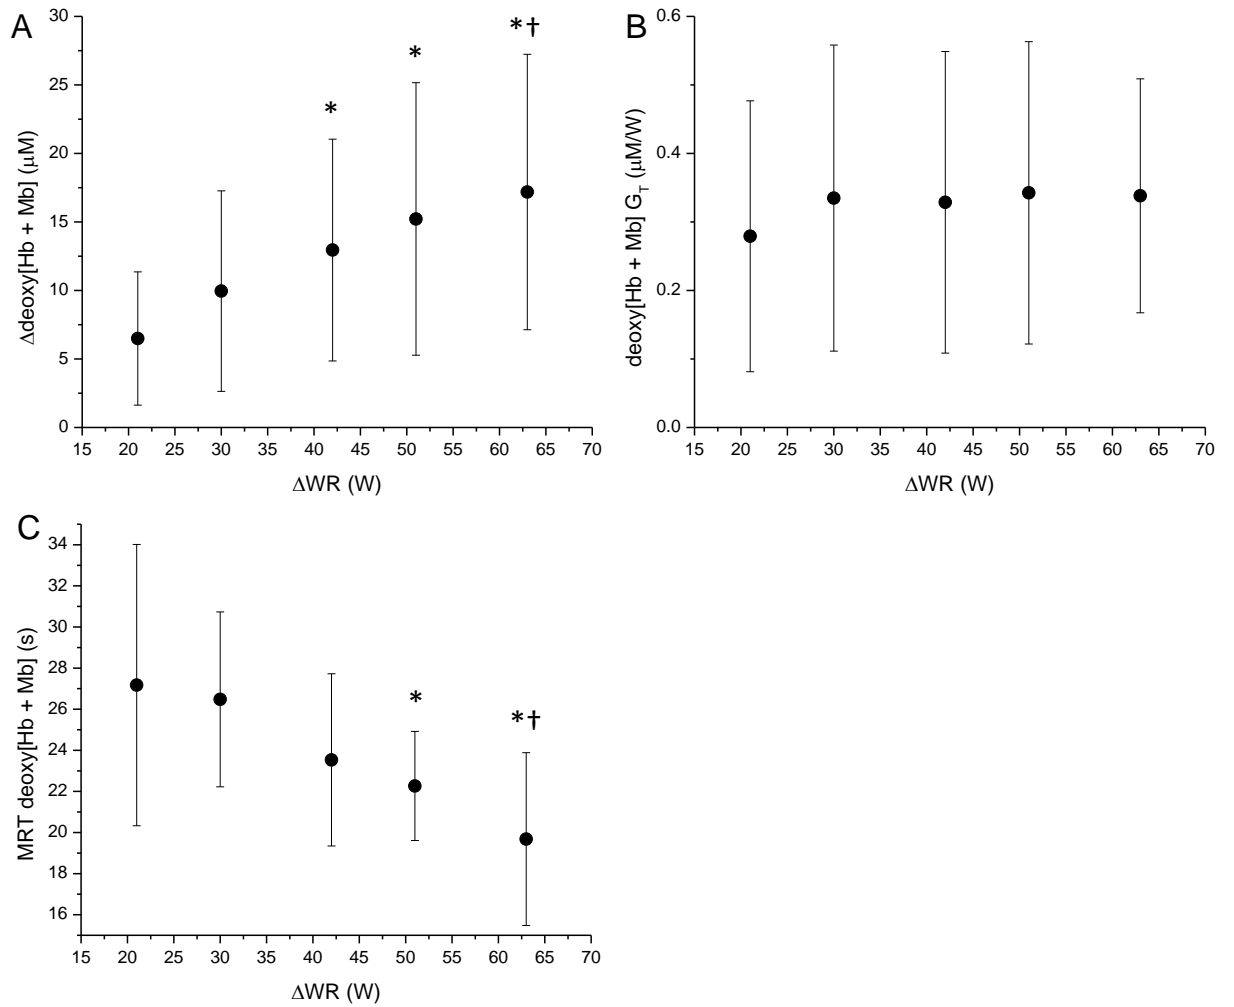 A
Δdeoxy[Hb + Mb] (μM)
30
25
20
15
10
5
0
*
*
*†
15 20 25 30 35 40 45 50 55 60 65 70
ΔWR (W)
B
deoxy[Hb + Mb] G_T (μM/W)
0.6
0.4
0.2
0.0
15 20 25 30 35 40 45 50 55 60 65 70
ΔWR (W)
C
MRT deoxy[Hb + Mb] (s)
34
32
30
28
26
24
22
20
18
16
*
*†
15 20 25 30 35 40 45 50 55 60 65 70
ΔWR (W)